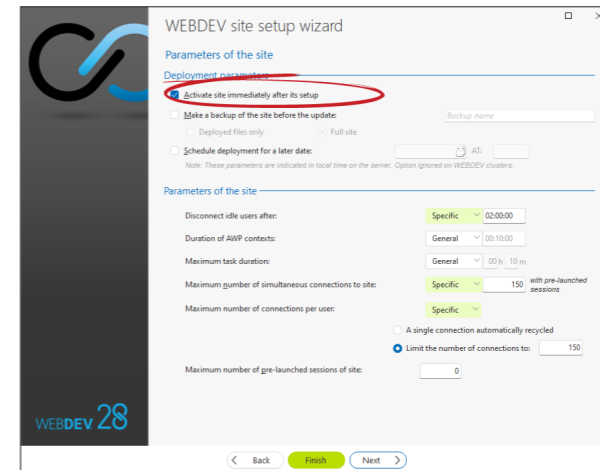 WEBDEV site setup wizard
Parameters of the site
Deployment parameters
Activate site immediately after its setup
Make a backup of the site before the update:
Backup name
Deployed files only Full site
Schedule deployment for a later date: AT:
Note: These parameters are indicated in local time on the server. Option ignored on WEBDEV clusters.
Parameters of the site
Disconnect idle users after: Specific 02:00:00
Duration of AWP contexts: General 00:10:00
Maximum task duration: General 00 h 10 m
Maximum number of simultaneous connections to site: Specific 150 with pre-launched sessions
Maximum number of connections per user: Specific
A single connection automatically recycled
Limit the number of connections to: 150
Maximum number of pre-launched sessions of site: 0
WEBDEV 28
Back Finish Next